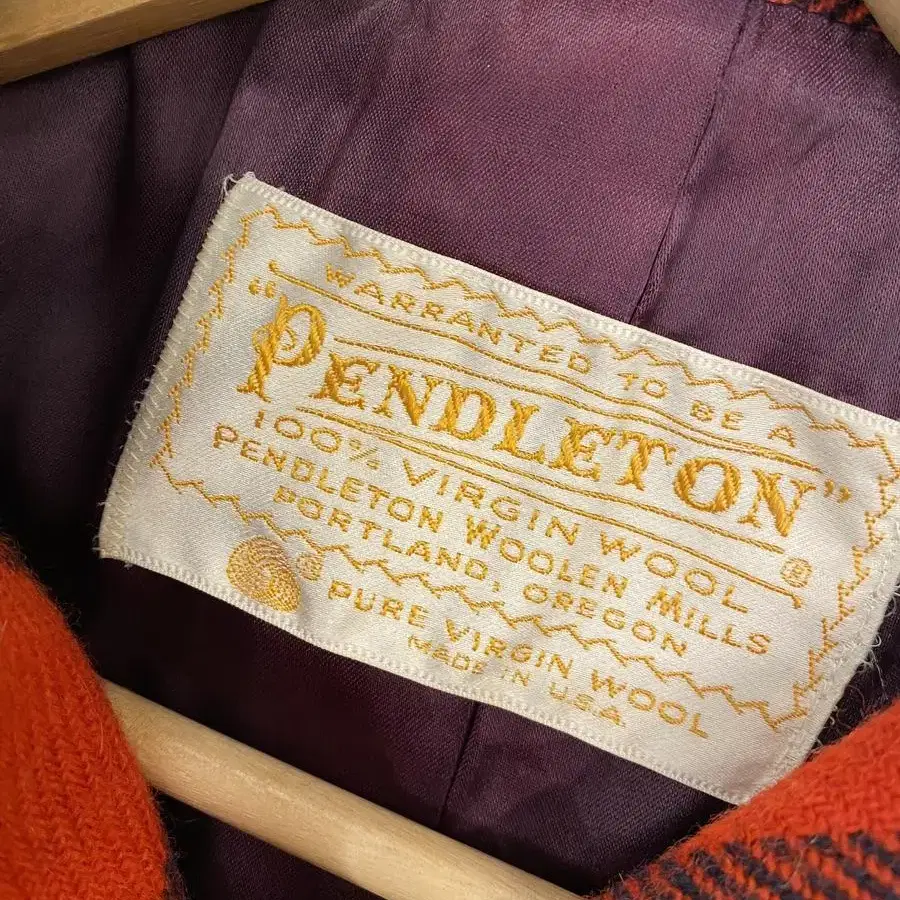 WARRANTED TO BE A
"PENDLETON"®
100% VIRGIN WOOL
PENDLETON WOOLEN MILLS
PORTLAND, OREGON
® PURE VIRGIN WOOL
MADE IN U.S.A.